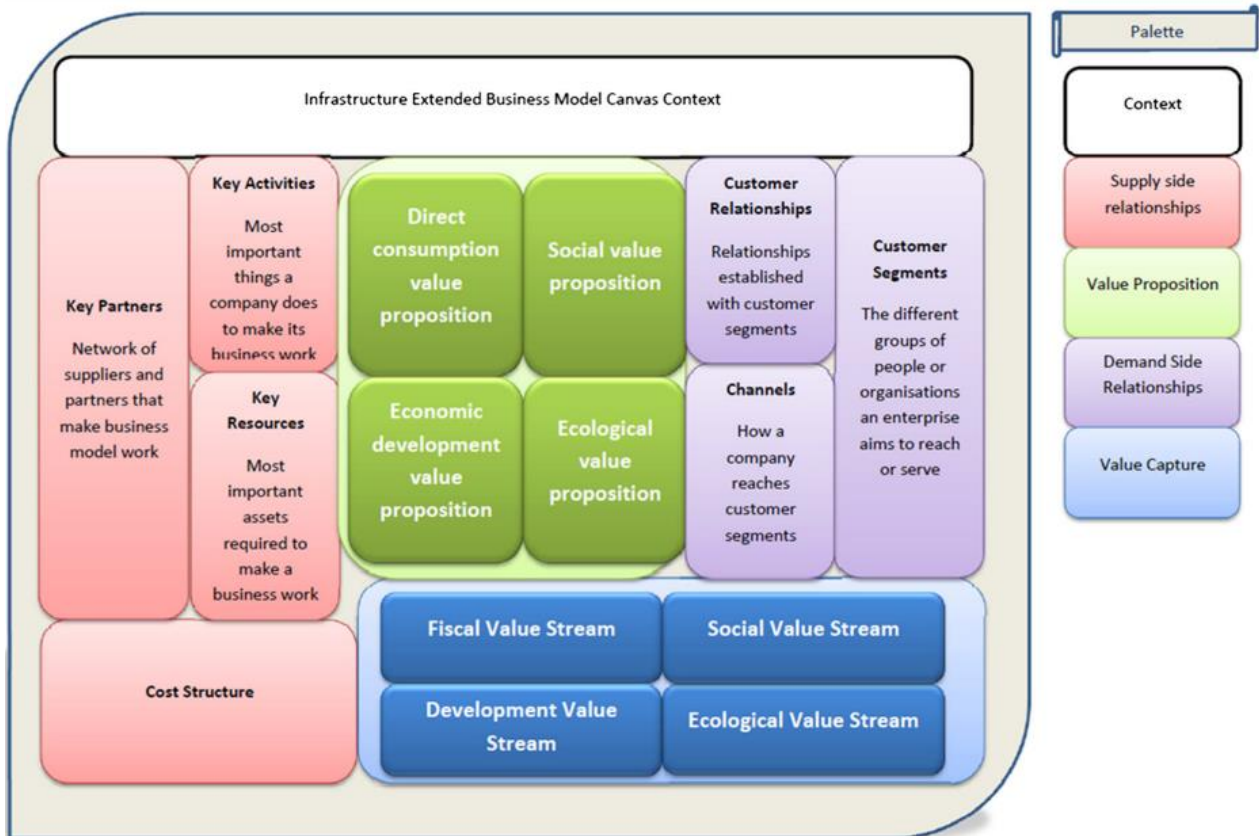 Palette
Infrastructure Extended Business Model Canvas Context
Context
Key Partners
Network of
suppliers and
partners that
make business
model work
Key Activities
Most
important
things a
company does
to make its
business work
Key
Resources
Most
important
assets
required to
make a
business work
Direct
consumption
value
proposition
Social value
proposition
Economic
development
value
proposition
Ecological
value
proposition
Customer
Relationships
Relationships
established
with customer
segments
Channels
How a
company
reaches
customer
segments
Customer
Segments
The different
groups of
people or
organisations
an enterprise
aims to reach
or serve
Supply side
relationships
Value Proposition
Demand Side
Relationships
Value Capture
Cost Structure
Fiscal Value Stream
Social Value Stream
Development Value
Stream
Ecological Value Stream